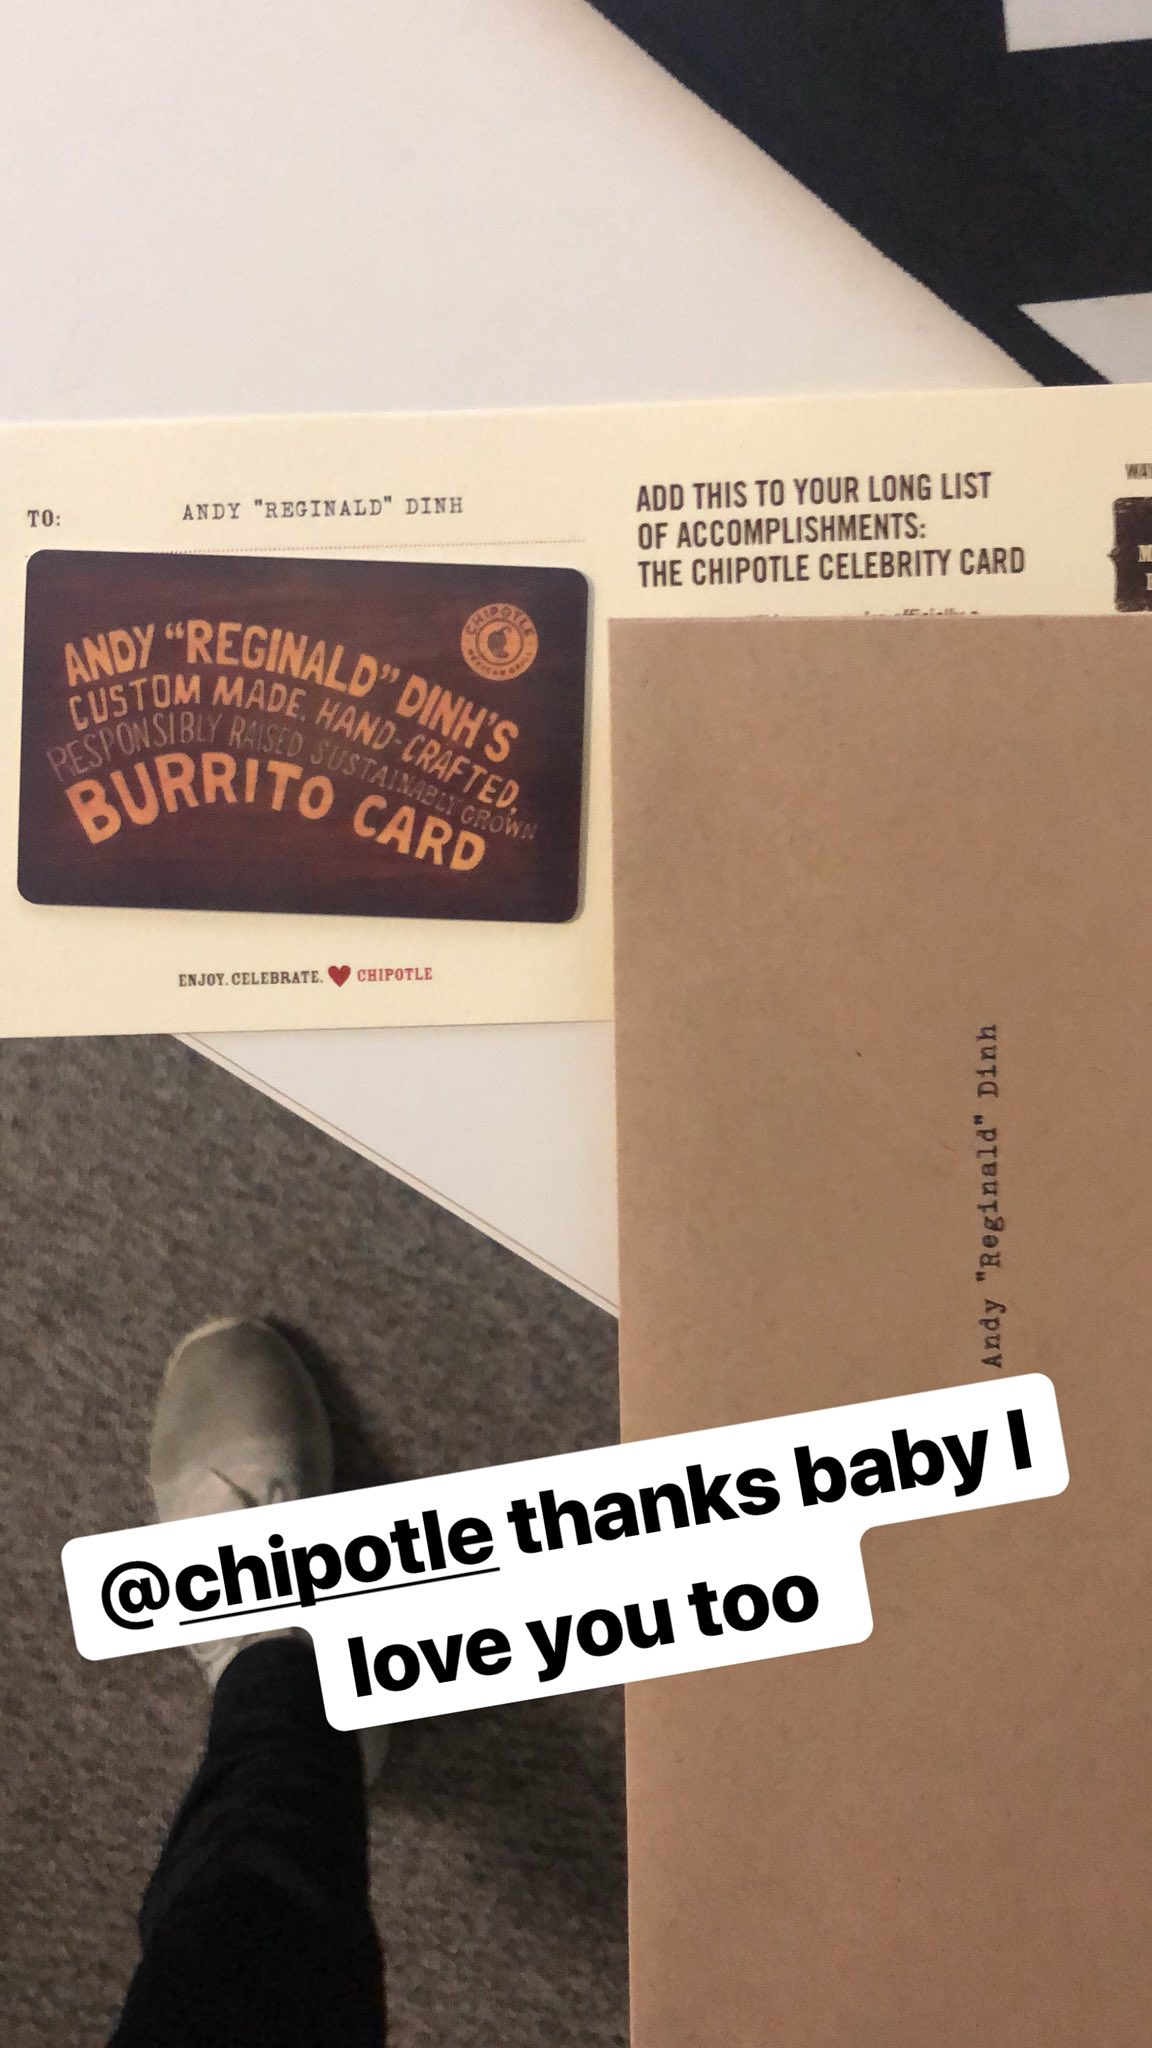 TO: ANDY "REGINALD" DINH
ANDY “REGINALD” DINH'S
CUSTOM MADE, HAND-CRAFTED,
RESPONSIBLY RAISED SUSTAINABLY GROWN
BURRITO CARD
CHIPOTLE
MEXICAN GRILL
ENJOY. CELEBRATE. ❤ CHIPOTLE
ADD THIS TO YOUR LONG LIST
OF ACCOMPLISHMENTS:
THE CHIPOTLE CELEBRITY CARD
Andy "Reginald" Dinh
@chipotle thanks baby I
love you too